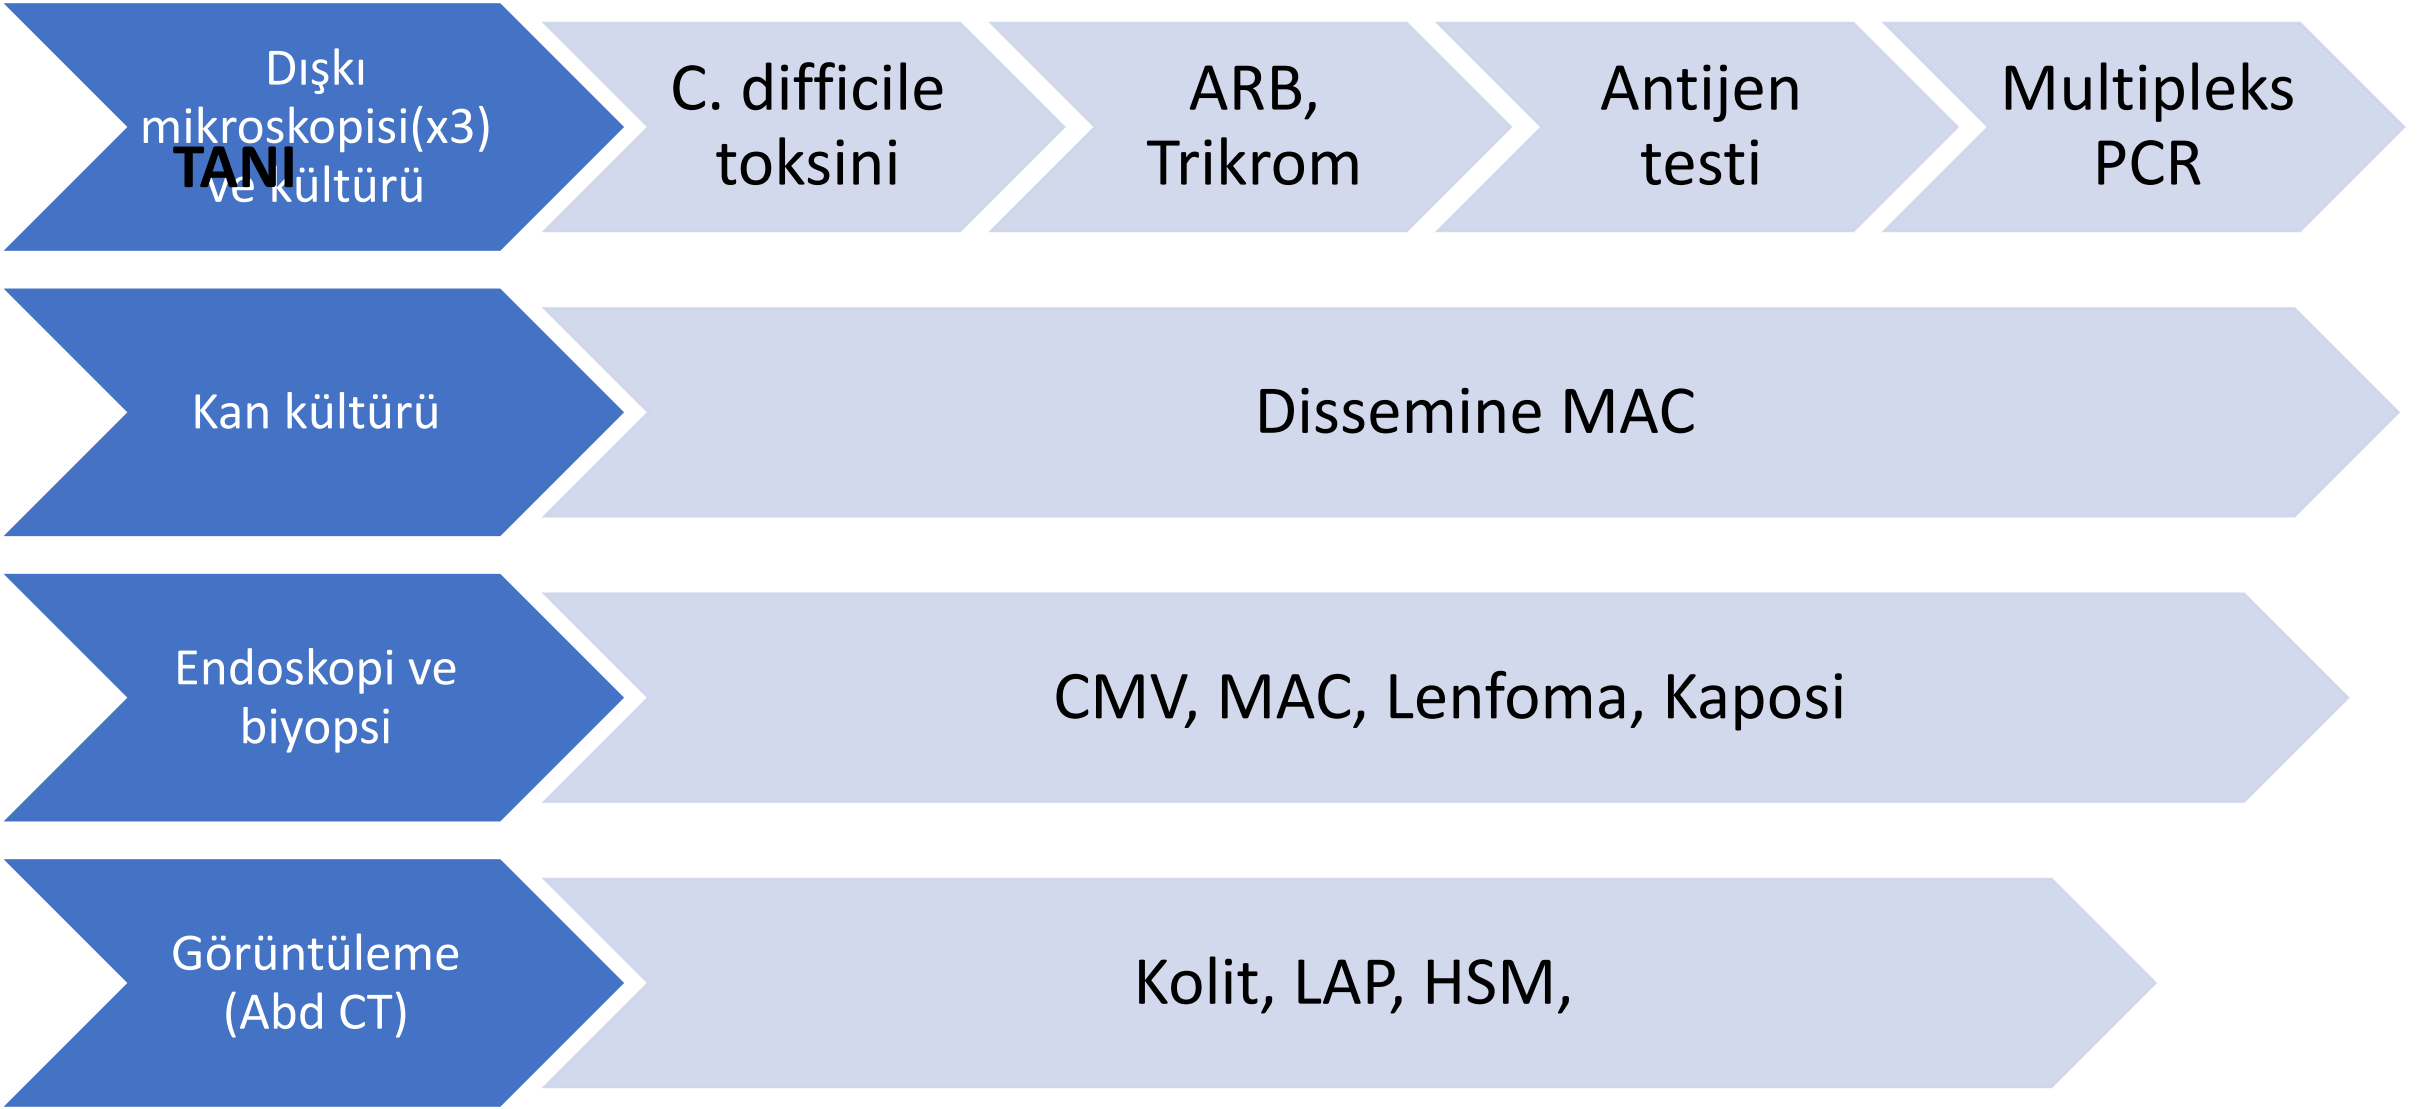 TANI
Dışkı
mikroskopisi(x3)
ve kültürü
C. difficile
toksini
ARB,
Trikrom
Antijen
testi
Multipleks
PCR
Kan kültürü
Dissemine MAC
Endoskopi ve
biyopsi
CMV, MAC, Lenfoma, Kaposi
Görüntüleme
(Abd CT)
Kolit, LAP, HSM,